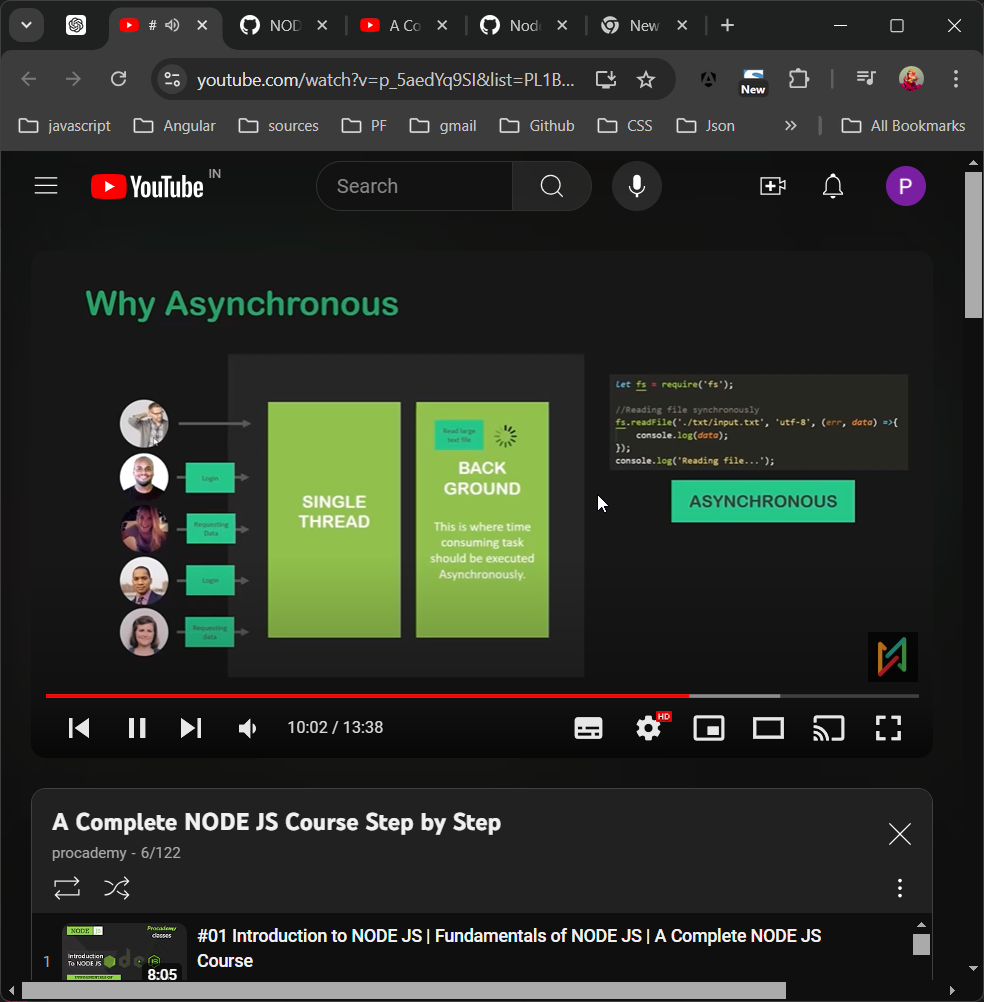 # NOD A Co Nod New
youtube.com/watch?v=p_5aedYq9SI&list=PL1B...
New
javascript Angular sources PF gmail Github CSS Json » All Bookmarks
YouTube IN
Search
P
Why Asynchronous
Login
Requesting
Data
Login
Requesting
data
SINGLE
THREAD
Read large
text file
BACK
GROUND
This is where time
consuming task
should be executed
Asynchronously.
let fs = require('fs');
//Reading file synchronously
fs.readFile('./txt/input.txt', 'utf-8', (err, data) =>{
console.log(data);
});
console.log('Reading file...');
ASYNCHRONOUS
10:02 / 13:38
HD
A Complete NODE JS Course Step by Step
procademy - 6/122
1
NODE JS
Procademy
classes
Introduction
To NODE JS
FUNDAMENTALS OF
8:05
#01 Introduction to NODE JS | Fundamentals of NODE JS | A Complete NODE JS
Course